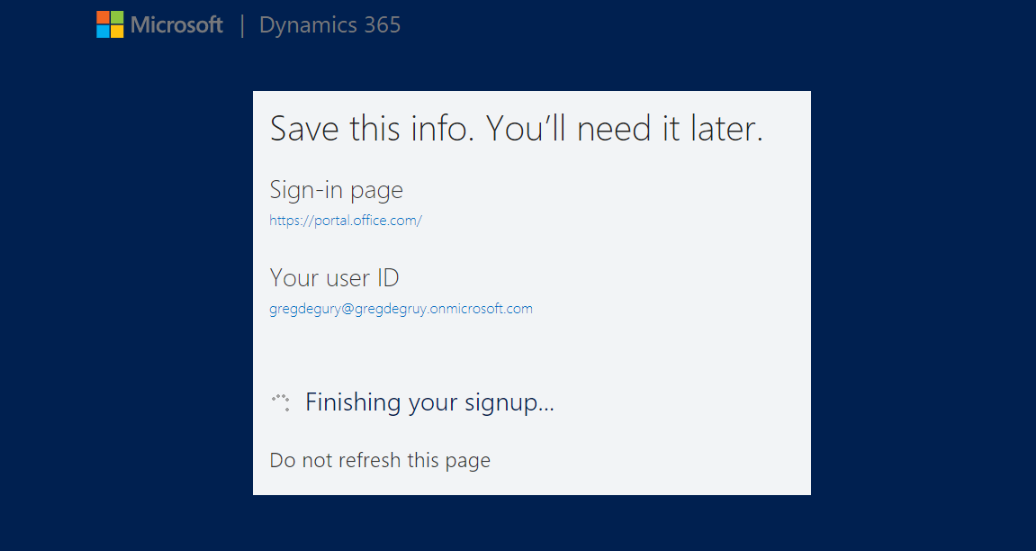 Microsoft | Dynamics 365
Save this info. You'll need it later.
Sign-in page
https://portal.office.com/
Your user ID
gregdegury@gregdegruy.onmicrosoft.com
Finishing your signup...
Do not refresh this page